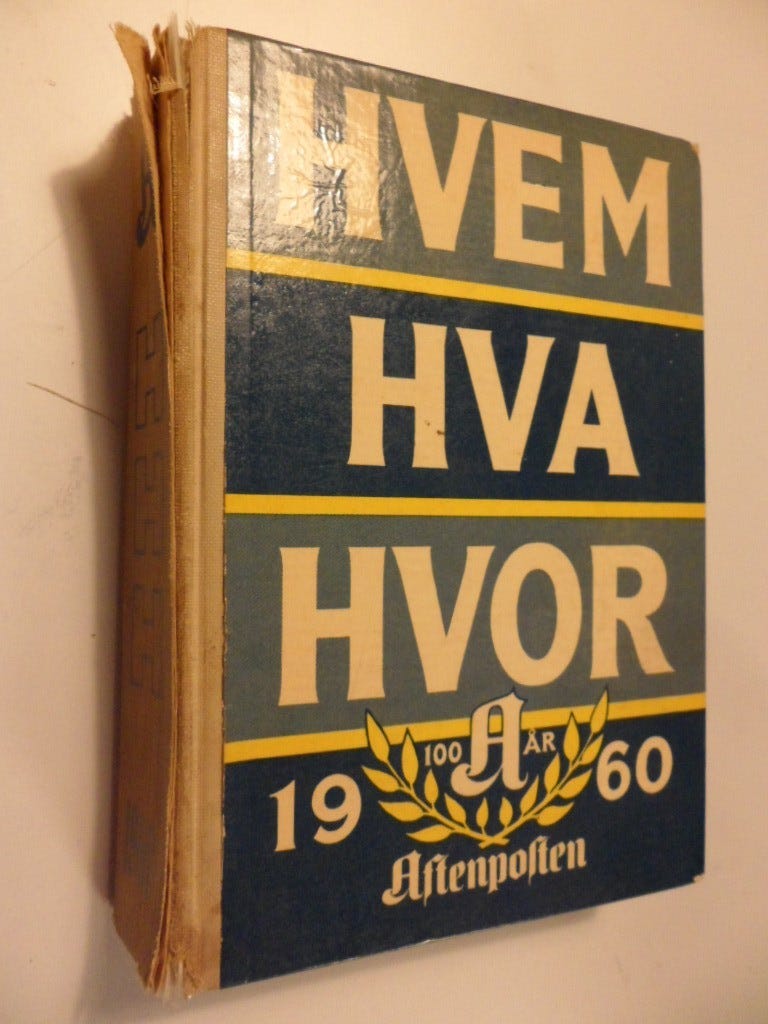 HVEM
HVA
HVOR
100 A ÅR
19 60
Aftenposten